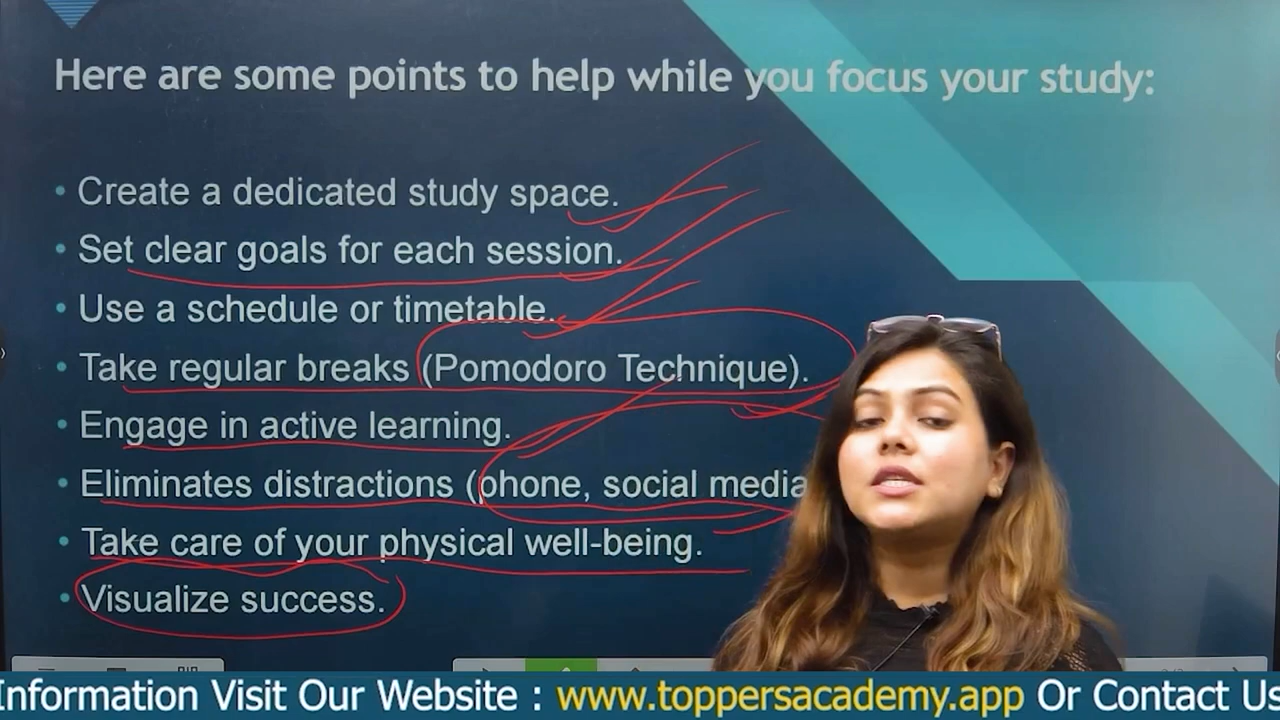 Here are some points to help while you focus your study:
• Create a dedicated study space.
• Set clear goals for each session.
• Use a schedule or timetable.
• Take regular breaks (Pomodoro Technique).
• Engage in active learning.
• Eliminates distractions (phone, social media
• Take care of your physical well-being.
• Visualize success.
Information Visit Our Website : www.toppersacademy.app Or Contact Us